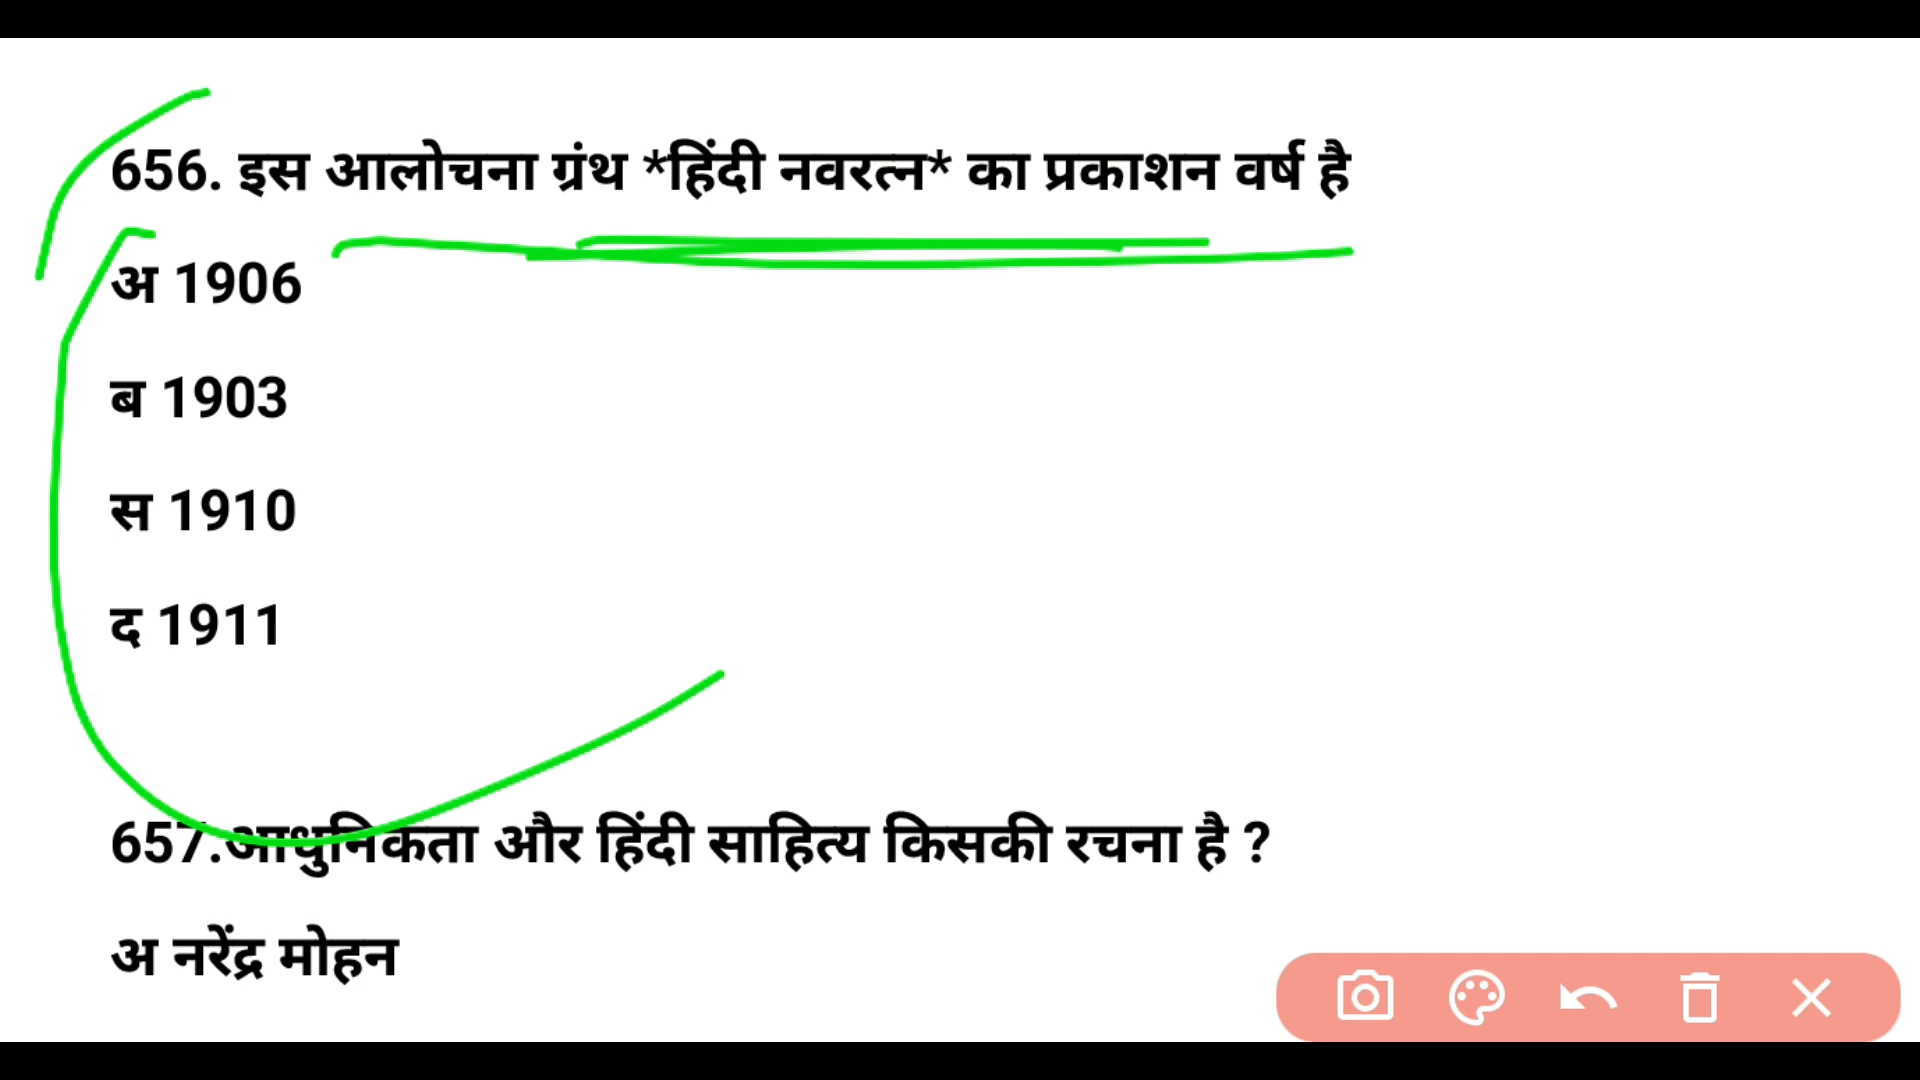 656. इस आलोचना ग्रंथ *हिंदी नवरत्न* का प्रकाशन वर्ष है
अ 1906
ब 1903
स 1910
द 1911
657.आधुनिकता और हिंदी साहित्य किसकी रचना है ?
अ नरेंद्र मोहन